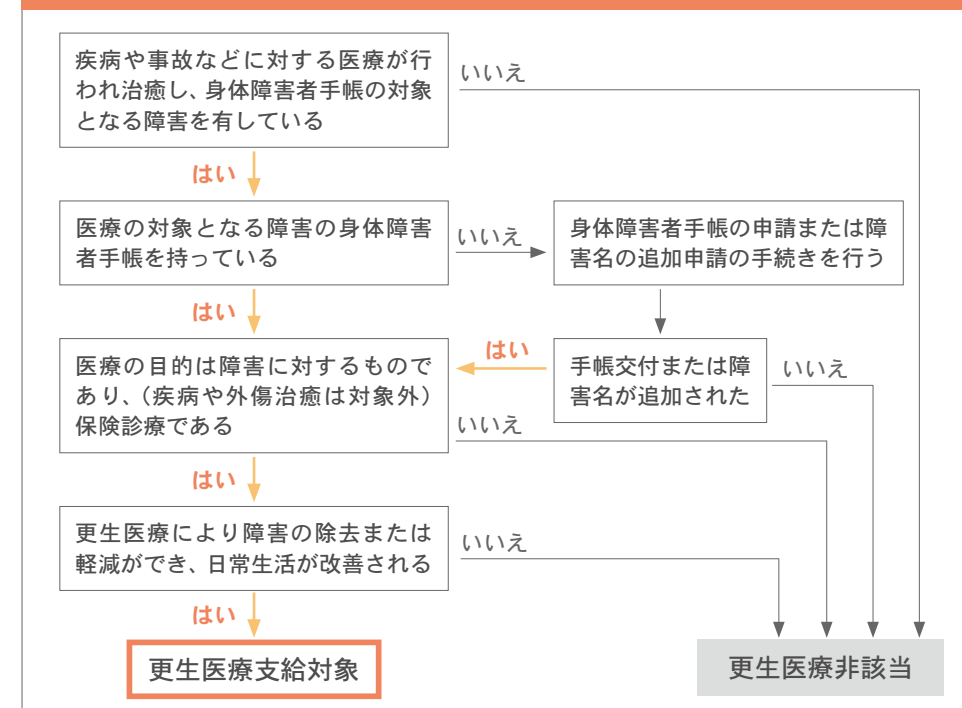 疾病や事故などに対する医療が行
われ治癒し、身体障害者手帳の対象
となる障害を有している
いいえ
はい
医療の対象となる障害の身体障害
者手帳を持っている
いいえ
身体障害者手帳の申請または障
害名の追加申請の手続きを行う
はい
医療の目的は障害に対するもので
あり、（疾病や外傷治癒は対象外）
保険診療である
はい
手帳交付または障
害名が追加された
いいえ
いいえ
はい
更生医療により障害の除去または
軽減ができ、日常生活が改善される
いいえ
はい
更生医療支給対象
更生医療非該当